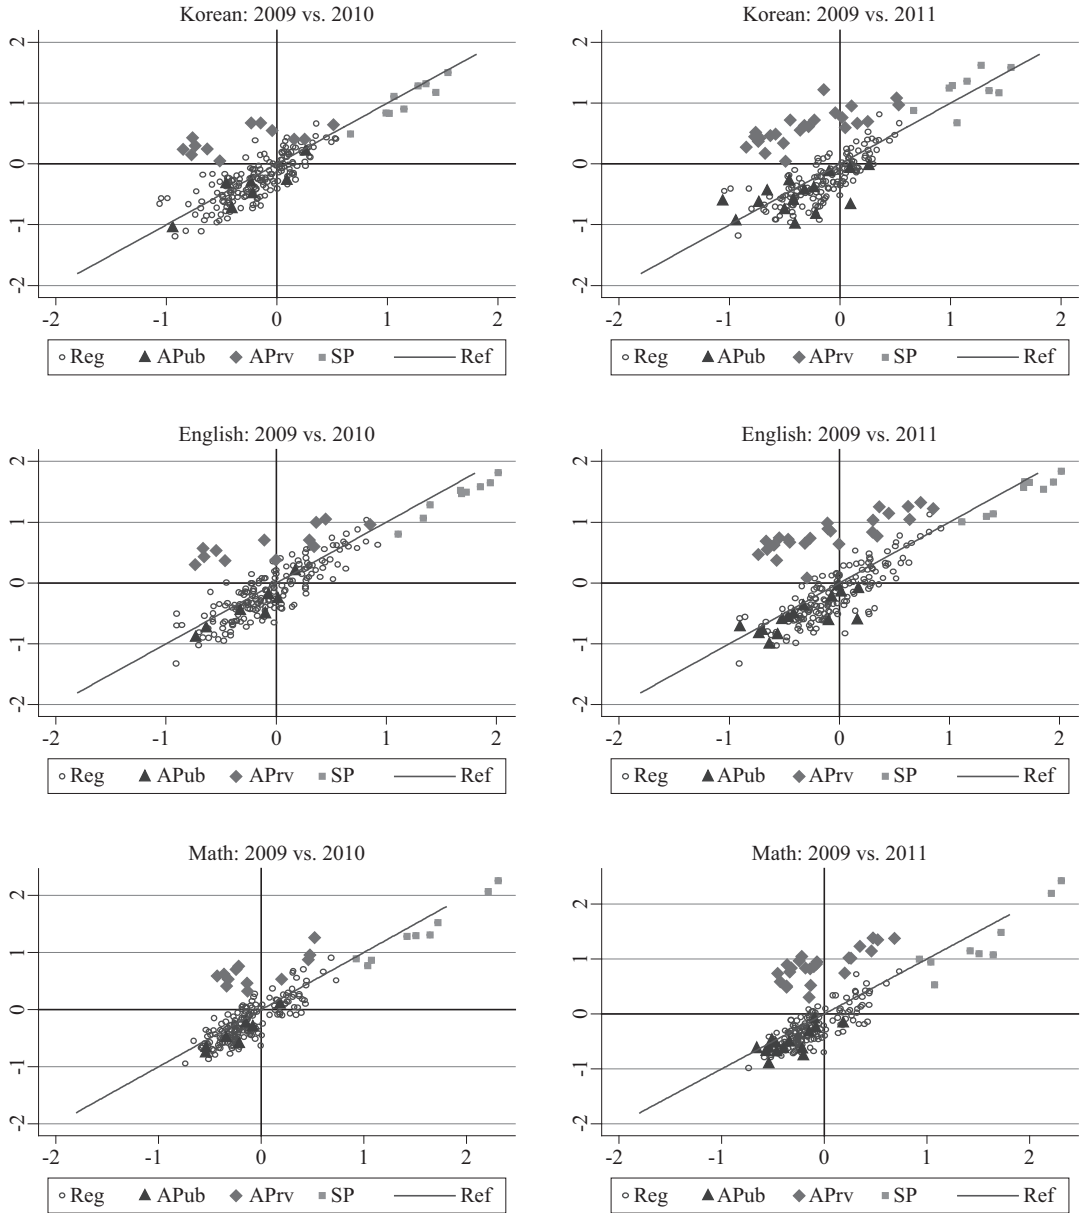 Korean: 2009 vs. 2010
2
1
0
-1
-2
-2 -1 0 1 2
Reg APub APrv SP Ref
Korean: 2009 vs. 2011
2
1
0
-1
-2
-2 -1 0 1 2
Reg APub APrv SP Ref
English: 2009 vs. 2010
2
1
0
-1
-2
-2 -1 0 1 2
Reg APub APrv SP Ref
English: 2009 vs. 2011
2
1
0
-1
-2
-2 -1 0 1 2
Reg APub APrv SP Ref
Math: 2009 vs. 2010
2
1
0
-1
-2
-2 -1 0 1 2
Reg APub APrv SP Ref
Math: 2009 vs. 2011
2
1
0
-1
-2
-2 -1 0 1 2
Reg APub APrv SP Ref